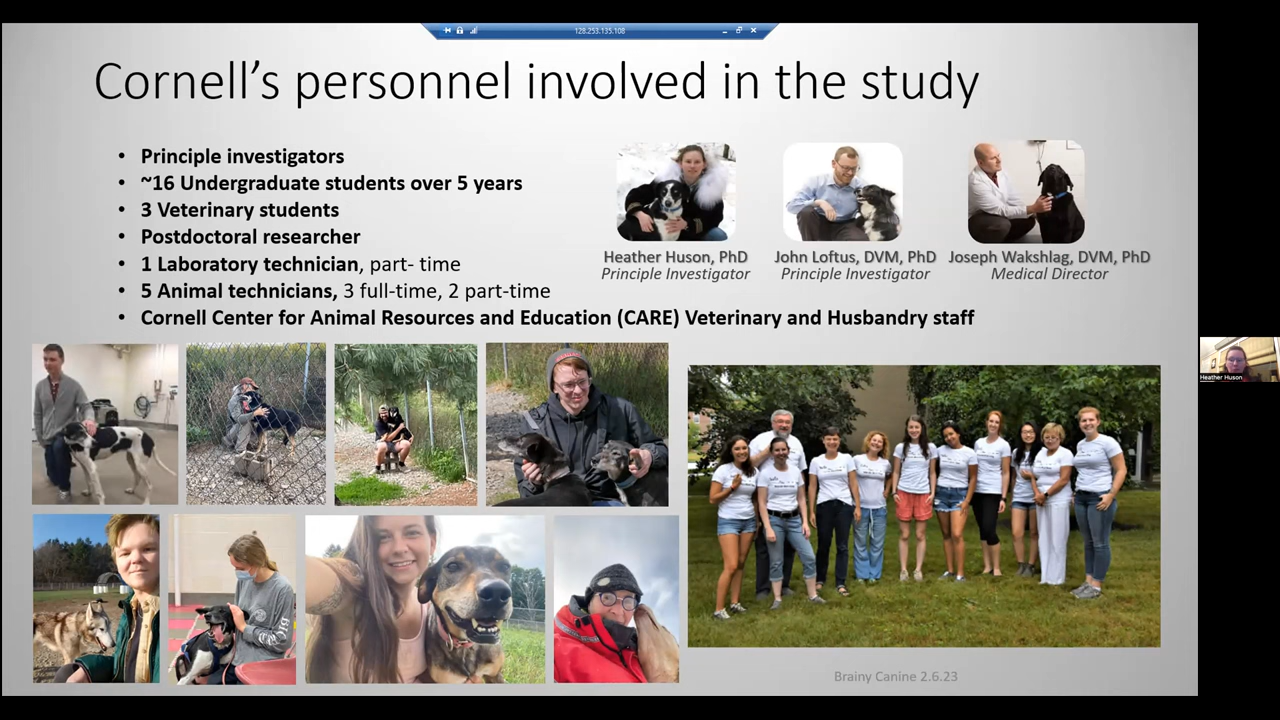 128.253.135.108
Cornell's personnel involved in the study
• Principle investigators
• ~16 Undergraduate students over 5 years
• 3 Veterinary students
• Postdoctoral researcher
• 1 Laboratory technician, part- time
• 5 Animal technicians, 3 full-time, 2 part-time
• Cornell Center for Animal Resources and Education (CARE) Veterinary and Husbandry staff
Heather Huson, PhD
Principle Investigator
John Loftus, DVM, PhD
Principle Investigator
Joseph Wakshlag, DVM, PhD
Medical Director
Heather Huson
Brainy Canine 2.6.23